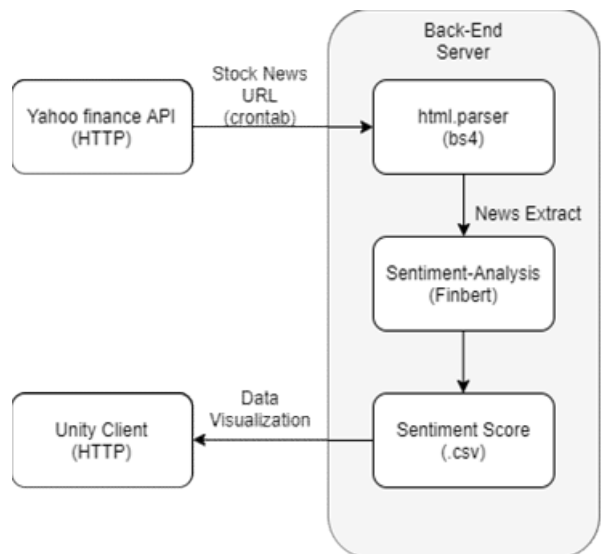 Back-End
Server
Stock News
URL
(crontab)
Yahoo finance API
(HTTP)
html.parser
(bs4)
News Extract
Sentiment-Analysis
(Finbert)
Data
Visualization
Unity Client
(HTTP)
Sentiment Score
(.csv)